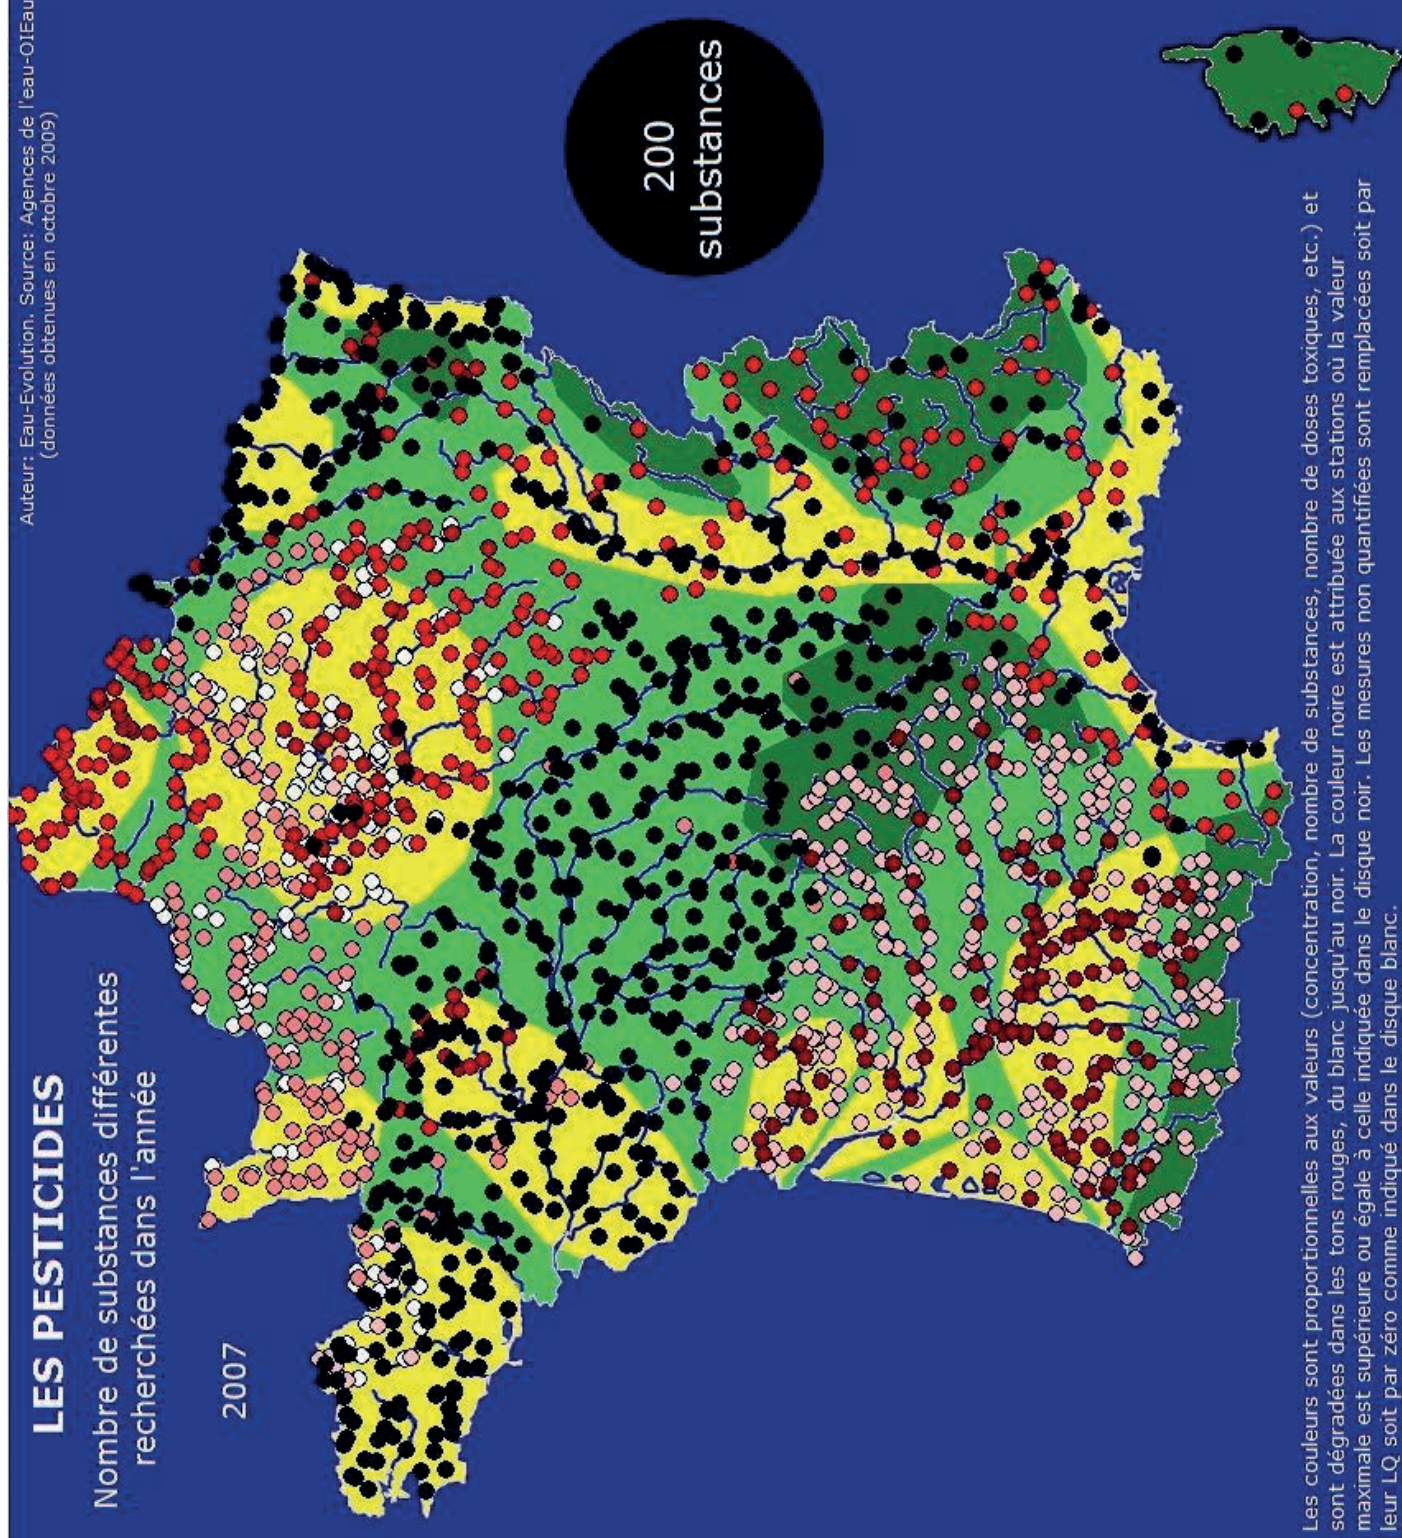 LES PESTICIDES
Nombre de substances différentes
recherchées dans l'année
2007
Auteur: Eau-Evolution. Source: Agences de l'eau-OIEau
(données obtenues en octobre 2009)
200
substances
Les couleurs sont proportionnelles aux valeurs (concentration, nombre de substances, nombre de doses toxiques, etc.) et
sont dégradées dans les tons rouges, du blanc jusqu'au noir. La couleur noire est attribuée aux stations où la valeur
maximale est supérieure ou égale à celle indiquée dans le disque noir. Les mesures non quantifiées sont remplacées soit par
leur LQ soit par zéro comme indiqué dans le disque blanc.